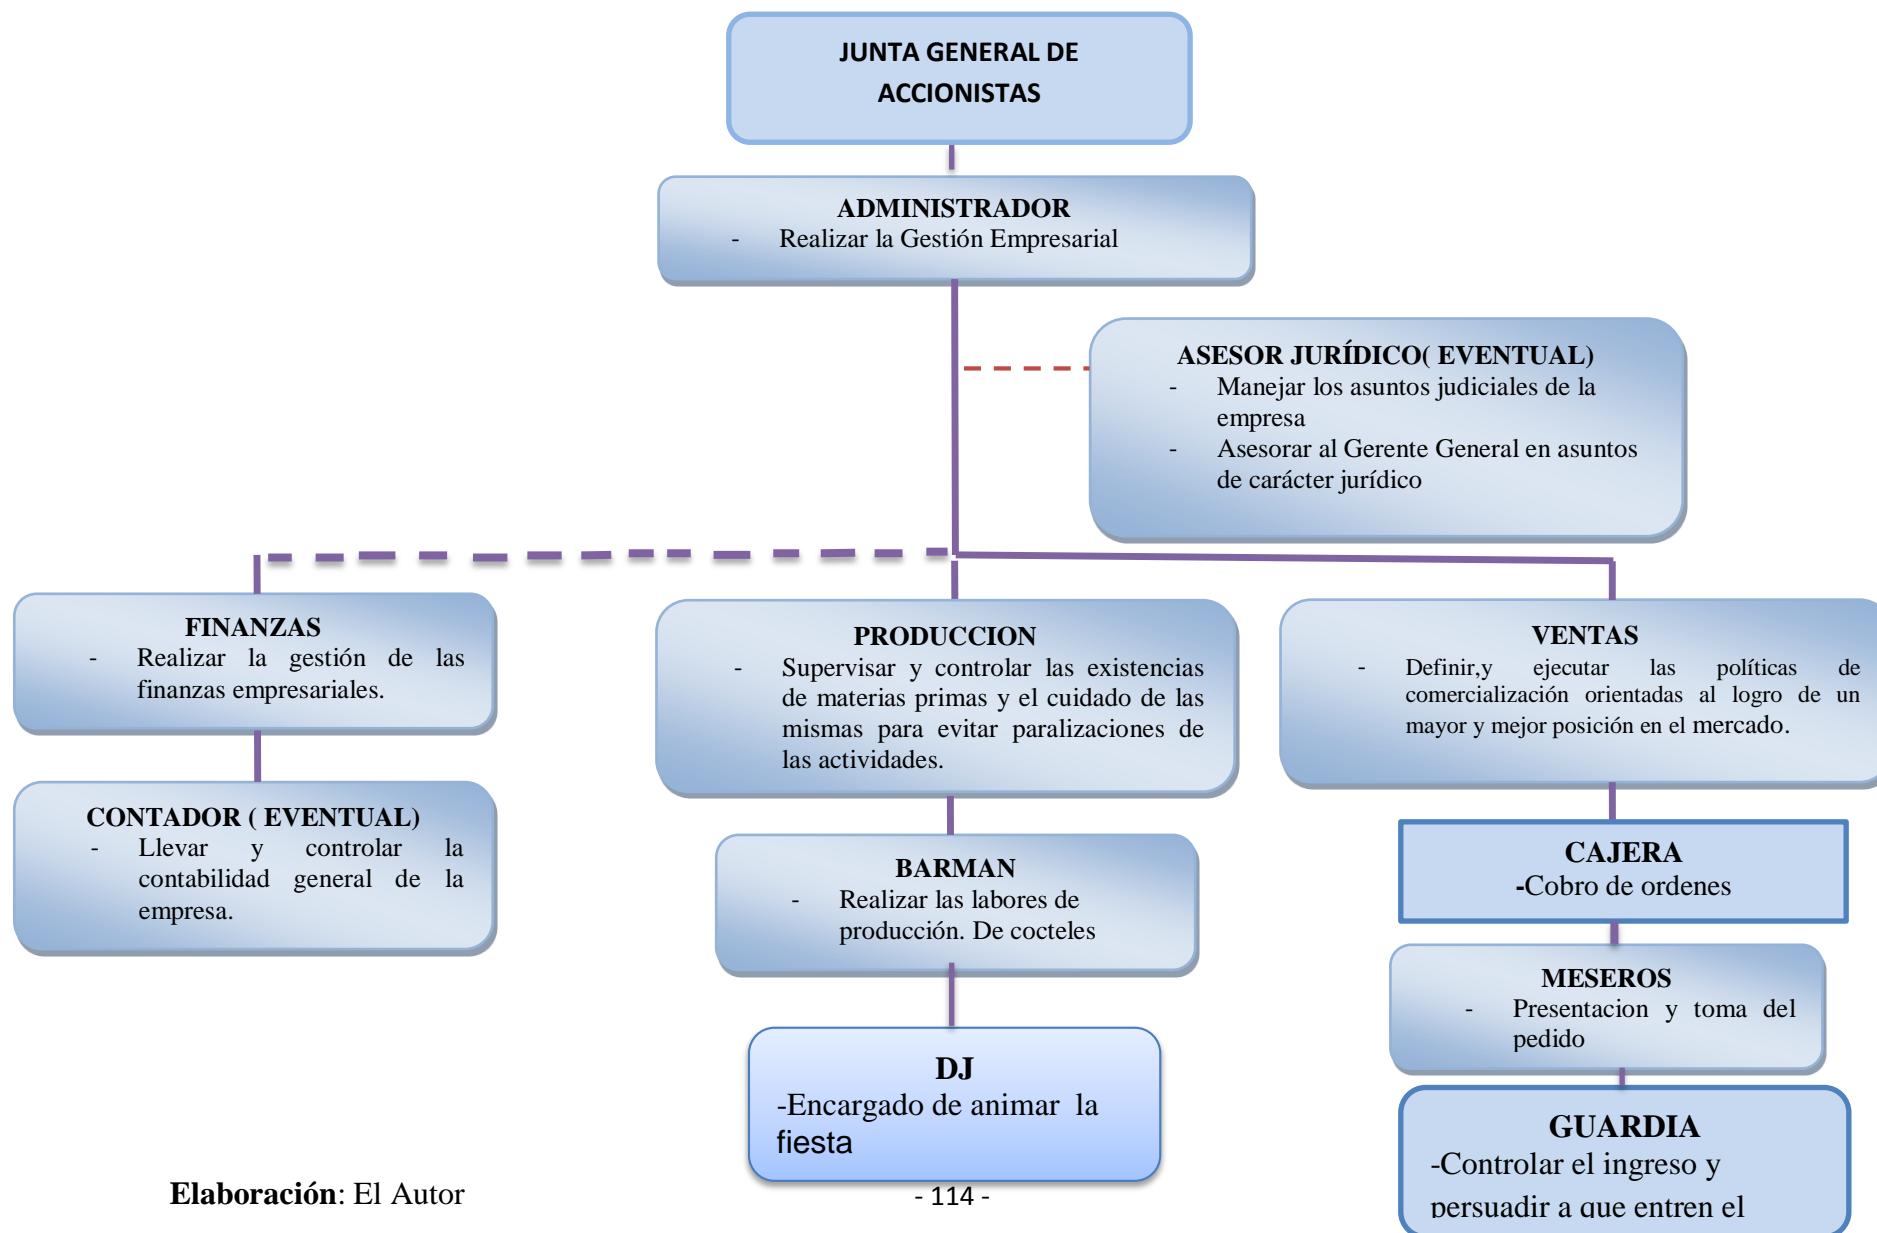 JUNTA GENERAL DE
ACCIONISTAS
ADMINISTRADOR
- Realizar la Gestión Empresarial
ASESOR JURÍDICO( EVENTUAL)
- Manejar los asuntos judiciales de la
empresa
- Asesorar al Gerente General en asuntos
de carácter jurídico
FINANZAS
- Realizar la gestión de las
finanzas empresariales.
CONTADOR ( EVENTUAL)
- Llevar y controlar la
contabilidad general de la
empresa.
PRODUCCION
- Supervisar y controlar las existencias
de materias primas y el cuidado de las
mismas para evitar paralizaciones de
las actividades.
BARMAN
- Realizar las labores de
producción. De cocteles
DJ
-Encargado de animar la
fiesta
VENTAS
- Definir,y ejecutar las políticas de
comercialización orientadas al logro de un
mayor y mejor posición en el mercado.
CAJERA
-Cobro de ordenes
MESEROS
- Presentacion y toma del
pedido
GUARDIA
-Controlar el ingreso y
persuadir a que entren el
Elaboración: El Autor
- 114 -